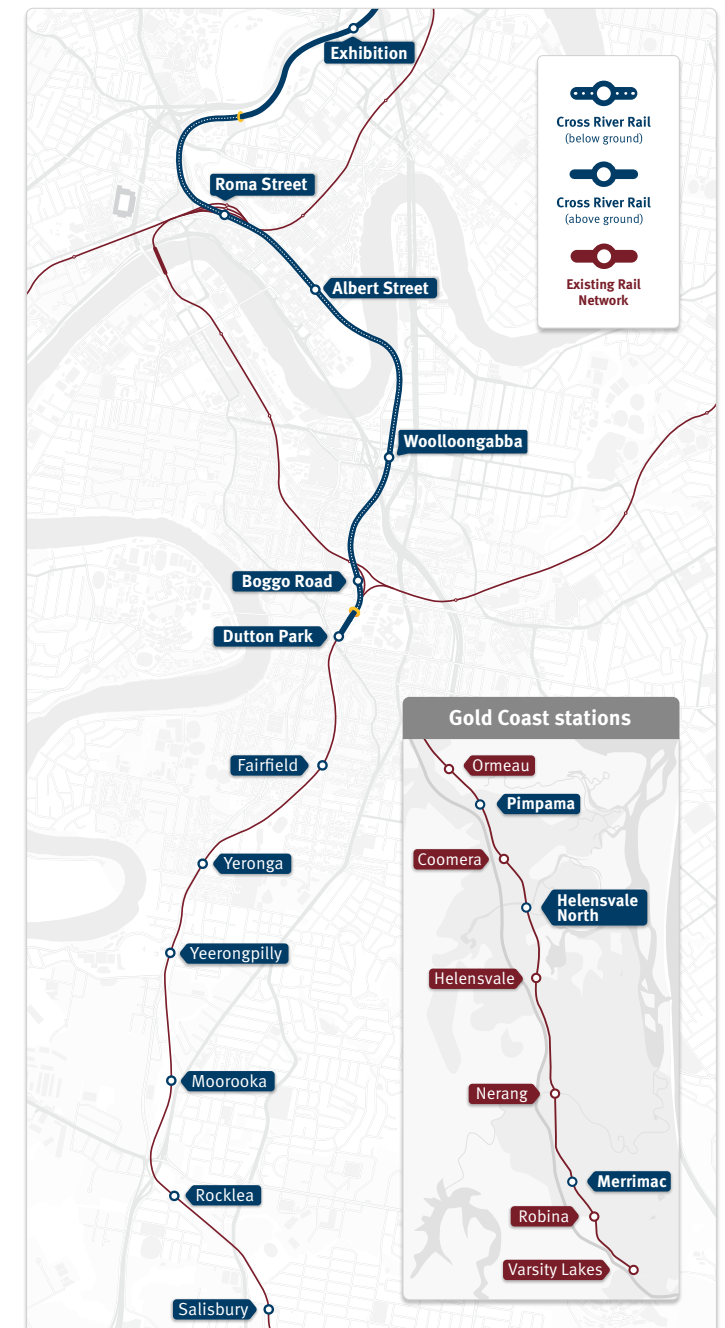 Exhibition
Cross River Rail
(below ground)
Roma Street
Cross River Rail
(above ground)
Existing Rail
Network
Albert Street
Woolloongabba
Boggo Road
Dutton Park
Fairfield
Yeronga
Yeerongpilly
Moorooka
Rocklea
Salisbury
Gold Coast stations
Ormeau
Pimpama
Coomera
Helensvale
North
Helensvale
Nerang
Merrimac
Robina
Varsity Lakes